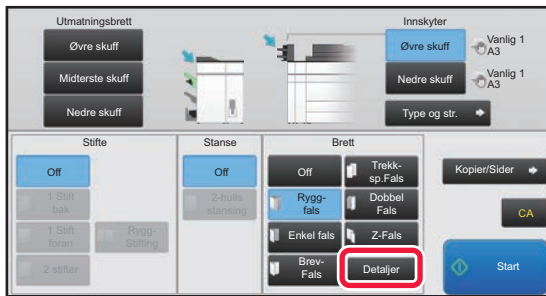 Utmatningsbrett
Øvre skuff
Midterste skuff
Nedre skuff
Innskyter
Øvre skuff
Vanlig 1
A3
Nedre skuff
Vanlig 1
A3
Type og str.
Stifte
Off
1 Stift
bak
1 Stift
foran
Rygg-
Stifting
2 stifter
Stanse
Off
2-hulls
stansing
Brett
Off
Trekk-
sp.Fals
Rygg-
fals
Dobbel
Fals
Enkel fals
Z-Fals
Brev-
Fals
Detaljer
Kopier/Sider
CA
Start